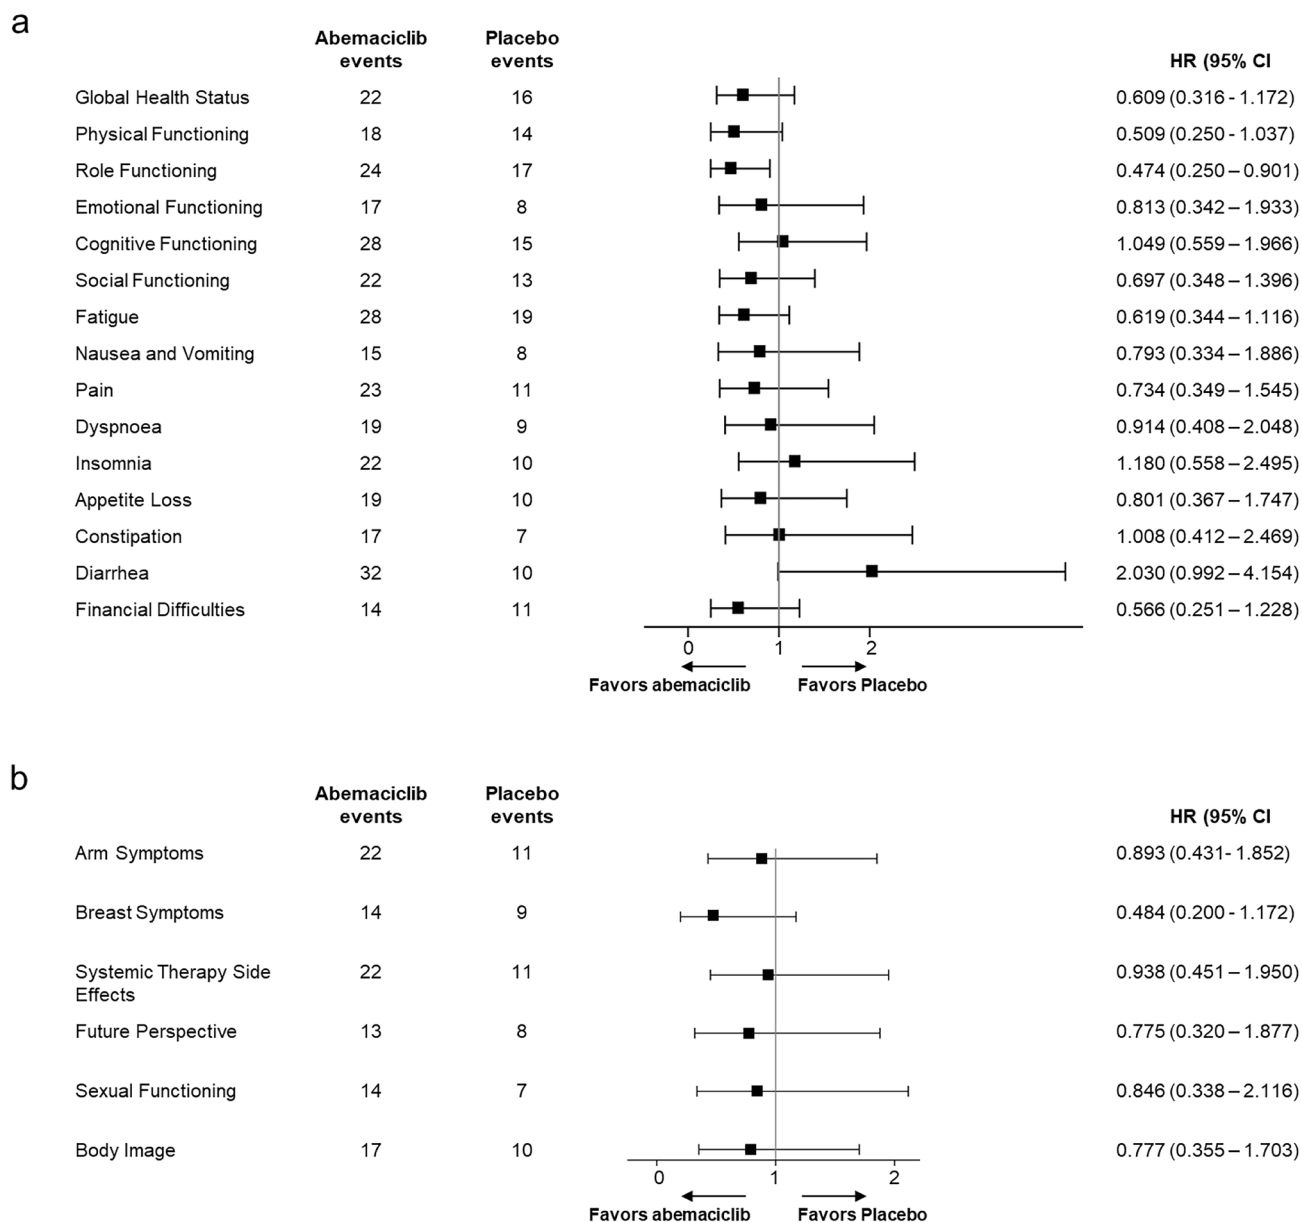 a
Abemaciclib Placebo
events events HR (95% CI
Global Health Status 22 16 0.609 (0.316 - 1.172)
Physical Functioning 18 14 0.509 (0.250 - 1.037)
Role Functioning 24 17 0.474 (0.250 – 0.901)
Emotional Functioning 17 8 0.813 (0.342 – 1.933)
Cognitive Functioning 28 15 1.049 (0.559 – 1.966)
Social Functioning 22 13 0.697 (0.348 – 1.396)
Fatigue 28 19 0.619 (0.344 – 1.116)
Nausea and Vomiting 15 8 0.793 (0.334 – 1.886)
Pain 23 11 0.734 (0.349 – 1.545)
Dyspnoea 19 9 0.914 (0.408 – 2.048)
Insomnia 22 10 1.180 (0.558 – 2.495)
Appetite Loss 19 10 0.801 (0.367 – 1.747)
Constipation 17 7 1.008 (0.412 – 2.469)
Diarrhea 32 10 2.030 (0.992 – 4.154)
Financial Difficulties 14 11 0.566 (0.251 – 1.228)
0 1 2
Favors abemaciclib Favors Placebo
b
Abemaciclib Placebo
events events HR (95% CI
Arm Symptoms 22 11 0.893 (0.431- 1.852)
Breast Symptoms 14 9 0.484 (0.200 - 1.172)
Systemic Therapy Side 22 11 0.938 (0.451 – 1.950)
Effects
Future Perspective 13 8 0.775 (0.320 – 1.877)
Sexual Functioning 14 7 0.846 (0.338 – 2.116)
Body Image 17 10 0.777 (0.355 – 1.703)
0 1 2
Favors abemaciclib Favors Placebo